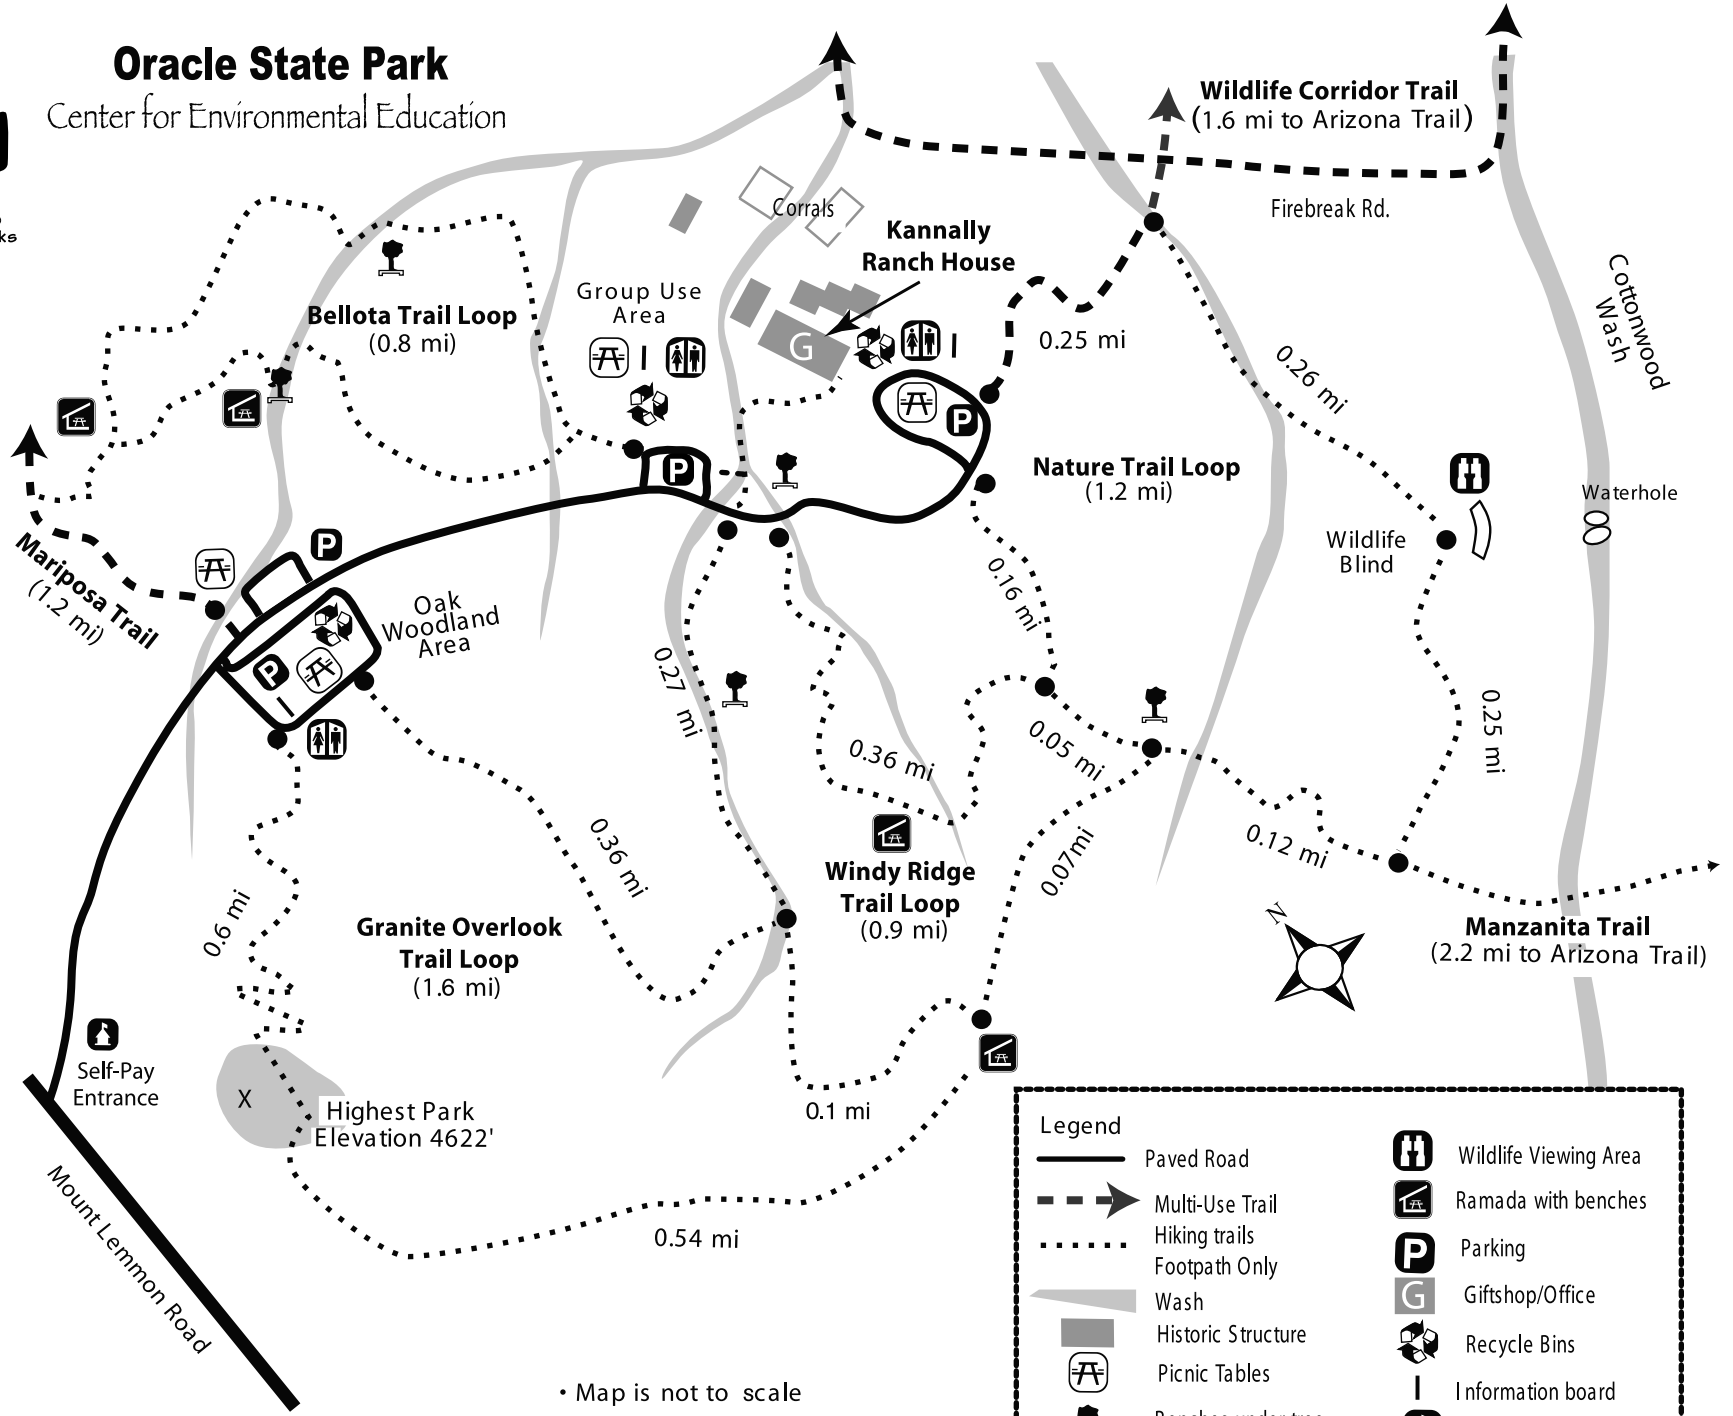 Oracle State Park
Center for Environmental Education
ks
Wildlife Corridor Trail
(1.6 mi to Arizona Trail)
Firebreak Rd.
Corrals
Kannally
Ranch House
Group Use
Area
Bellota Trail Loop
(0.8 mi)
G
P
P
0.25 mi
0.26 mi
Cottonwood
Wash
Nature Trail Loop
(1.2 mi)
Waterhole
Wildlife
Blind
Mariposa Trail
(1.2 mi)
P
P
Oak
Woodland
Area
0.16 mi
0.27 mi
0.36 mi
0.05 mi
0.25 mi
0.12 mi
0.07mi
0.36 mi
0.6 mi
Windy Ridge
Trail Loop
(0.9 mi)
Granite Overlook
Trail Loop
(1.6 mi)
Manzanita Trail
(2.2 mi to Arizona Trail)
N
Self-Pay
Entrance
X
Highest Park
Elevation 4622'
0.1 mi
0.54 mi
Mount Lemmon Road
• Map is not to scale
Legend
Paved Road
Multi-Use Trail
Hiking trails
Footpath Only
Wash
Historic Structure
Picnic Tables
Benches under tree
Wildlife Viewing Area
Ramada with benches
P
Parking
G
Giftshop/Office
Recycle Bins
Information board